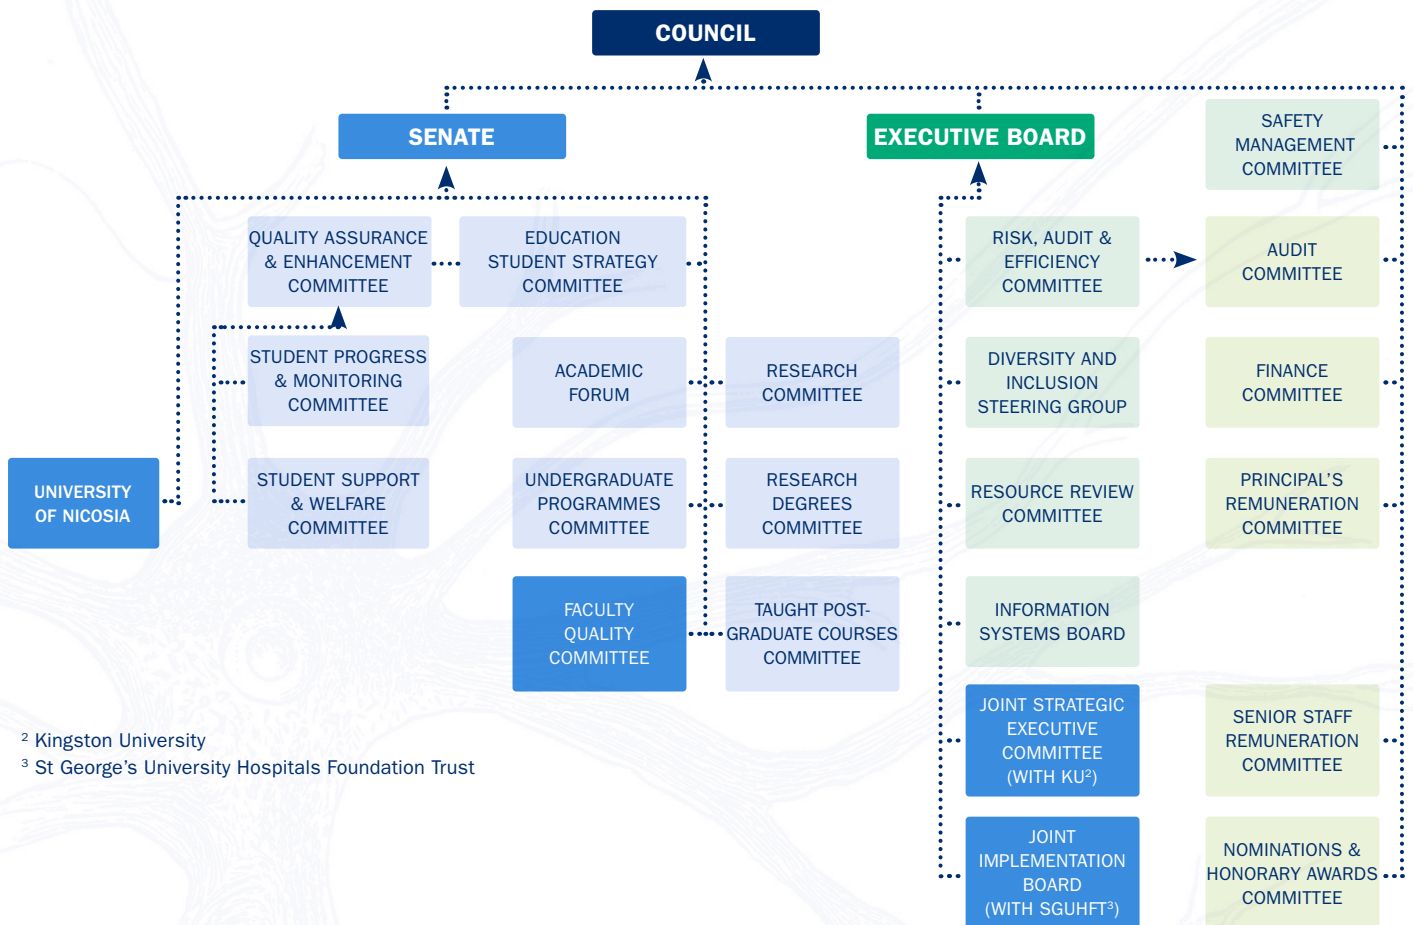 COUNCIL
SENATE
EXECUTIVE BOARD
SAFETY
MANAGEMENT
COMMITTEE
QUALITY ASSURANCE
& ENHANCEMENT
COMMITTEE
EDUCATION
STUDENT STRATEGY
COMMITTEE
RISK, AUDIT &
EFFICIENCY
COMMITTEE
AUDIT
COMMITTEE
STUDENT PROGRESS
& MONITORING
COMMITTEE
ACADEMIC
FORUM
RESEARCH
COMMITTEE
DIVERSITY AND
INCLUSION
STEERING GROUP
FINANCE
COMMITTEE
UNIVERSITY
OF NICOSIA
STUDENT SUPPORT
& WELFARE
COMMITTEE
UNDERGRADUATE
PROGRAMMES
COMMITTEE
RESEARCH
DEGREES
COMMITTEE
RESOURCE REVIEW
COMMITTEE
PRINCIPAL’S
REMUNERATION
COMMITTEE
FACULTY
QUALITY
COMMITTEE
TAUGHT POST-
GRADUATE COURSES
COMMITTEE
INFORMATION
SYSTEMS BOARD
JOINT STRATEGIC
EXECUTIVE
COMMITTEE
(WITH KU²)
SENIOR STAFF
REMUNERATION
COMMITTEE
² Kingston University
³ St George’s University Hospitals Foundation Trust
JOINT
IMPLEMENTATION
BOARD
(WITH SGUHFT³)
NOMINATIONS &
HONORARY AWARDS
COMMITTEE